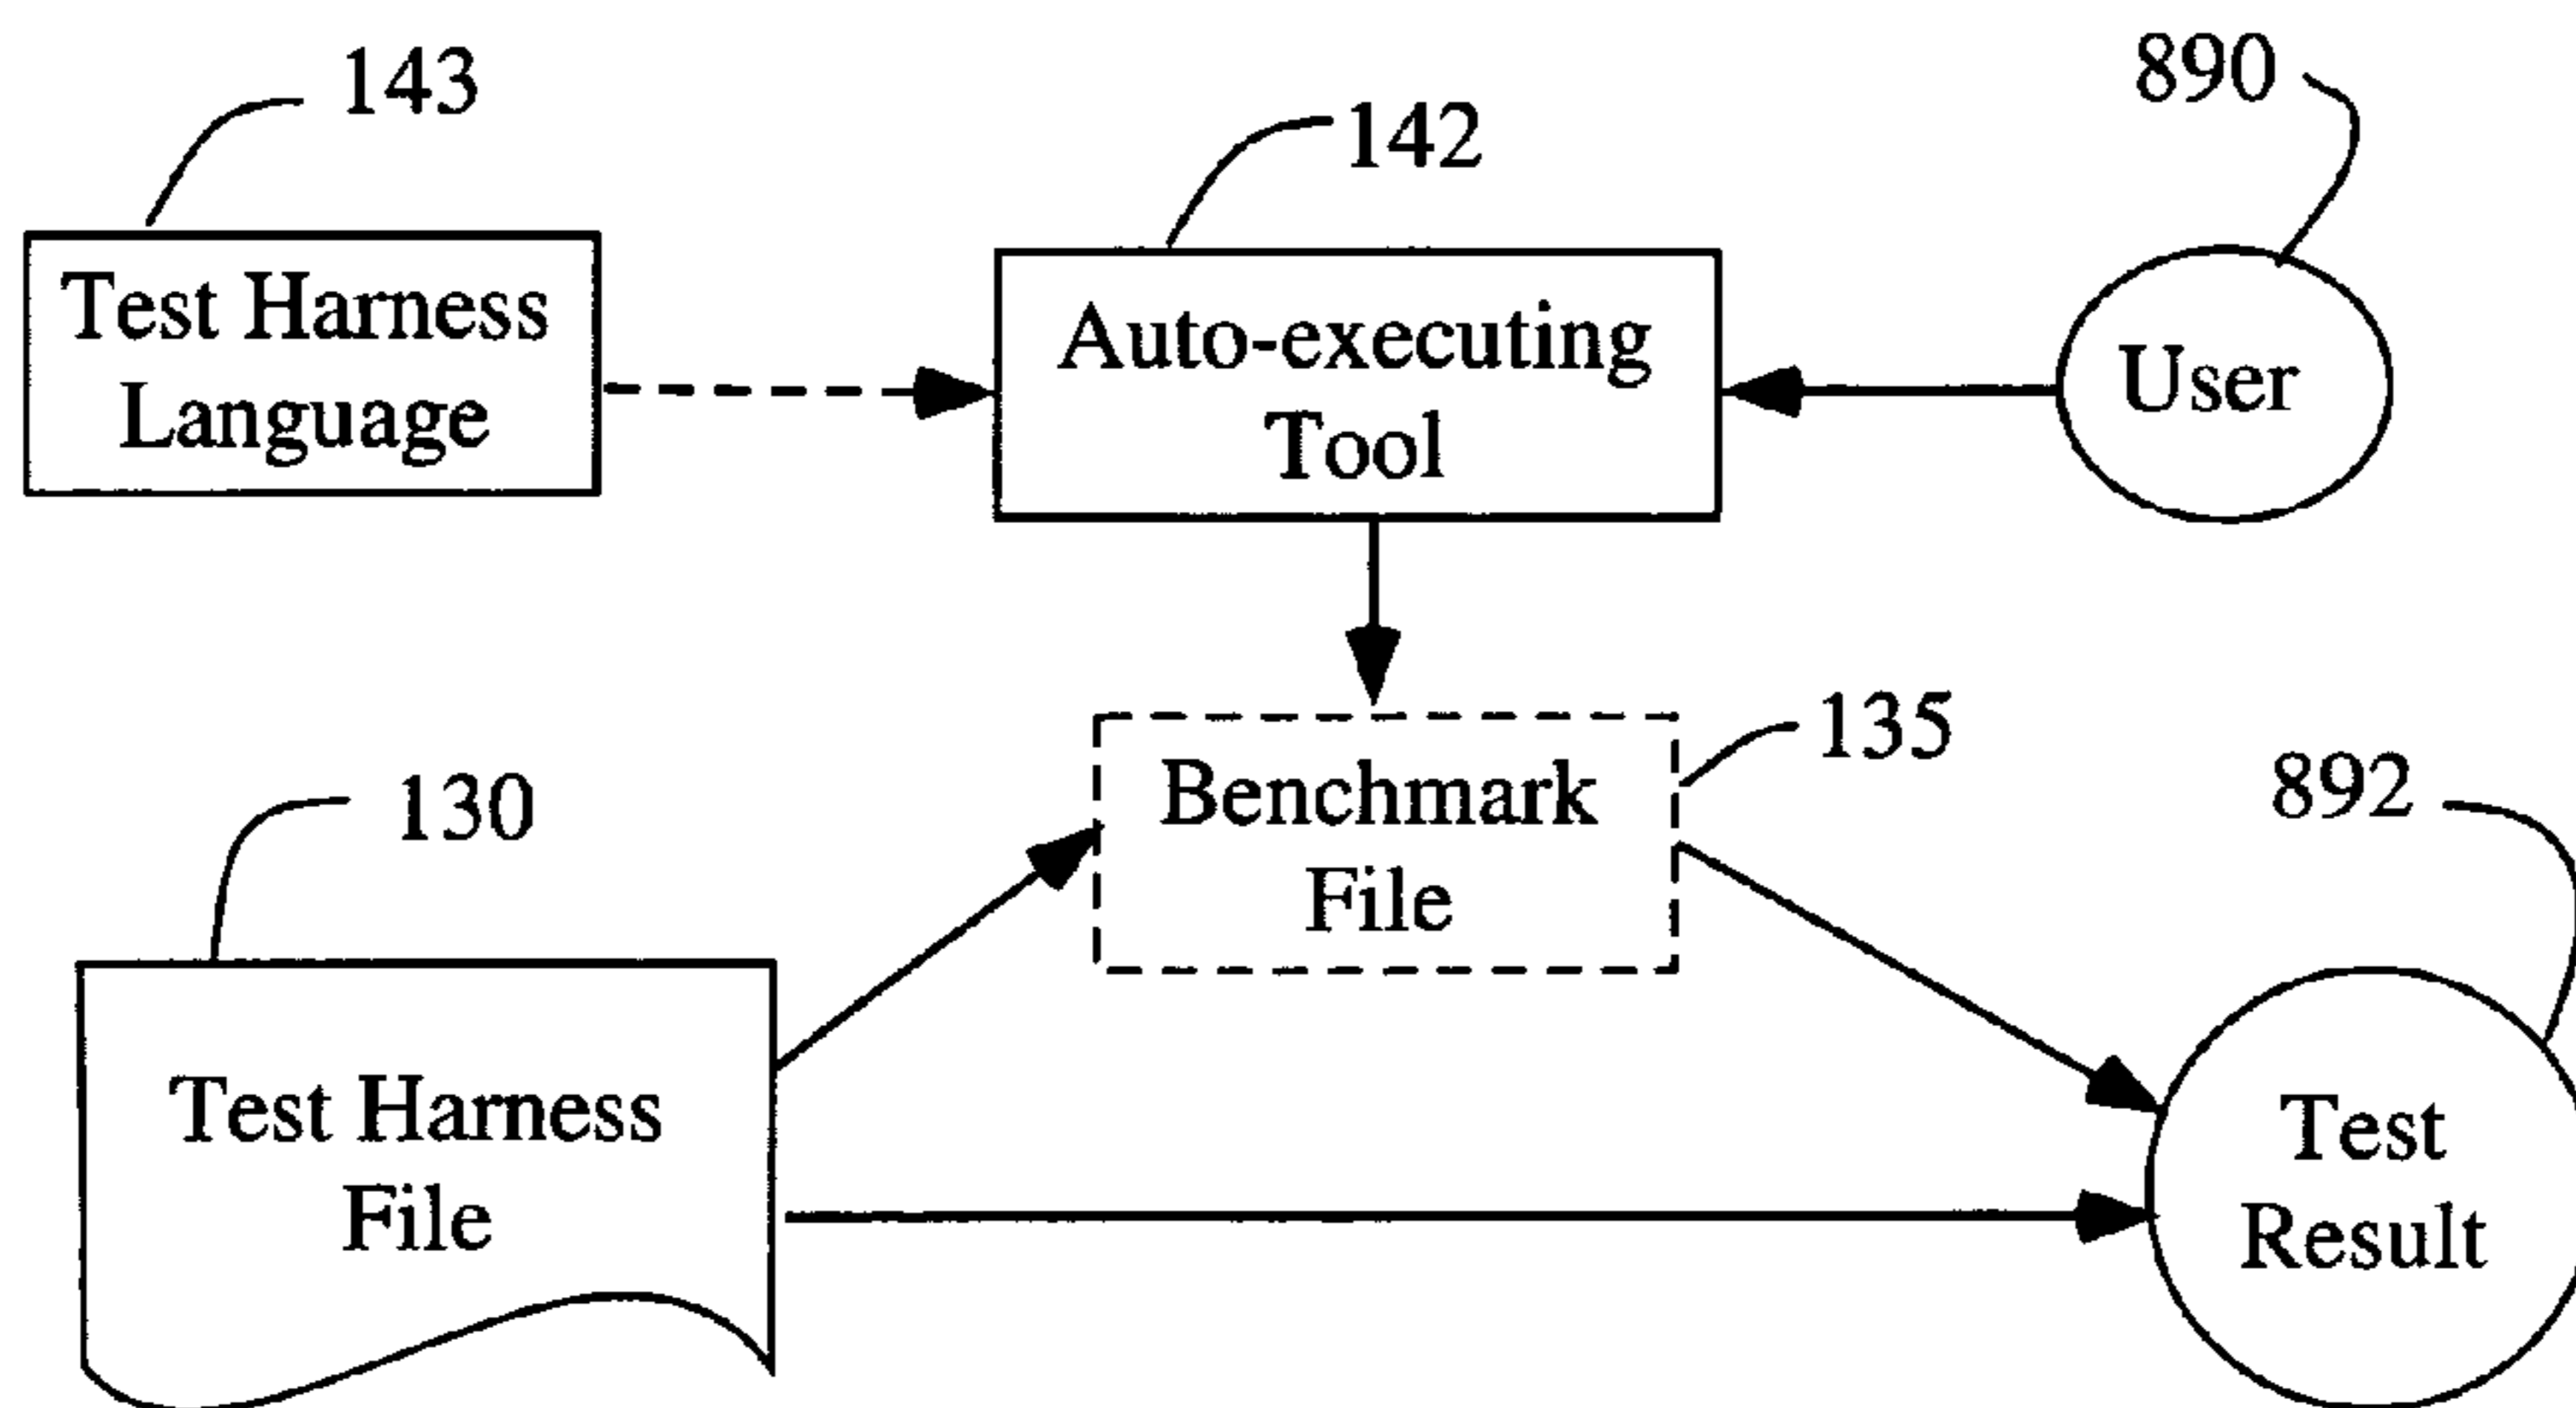 143
142
890
Test Harness
Language
Auto-executing
Tool
User
135
Benchmark
File
130
892
Test Harness
File
Test
Result